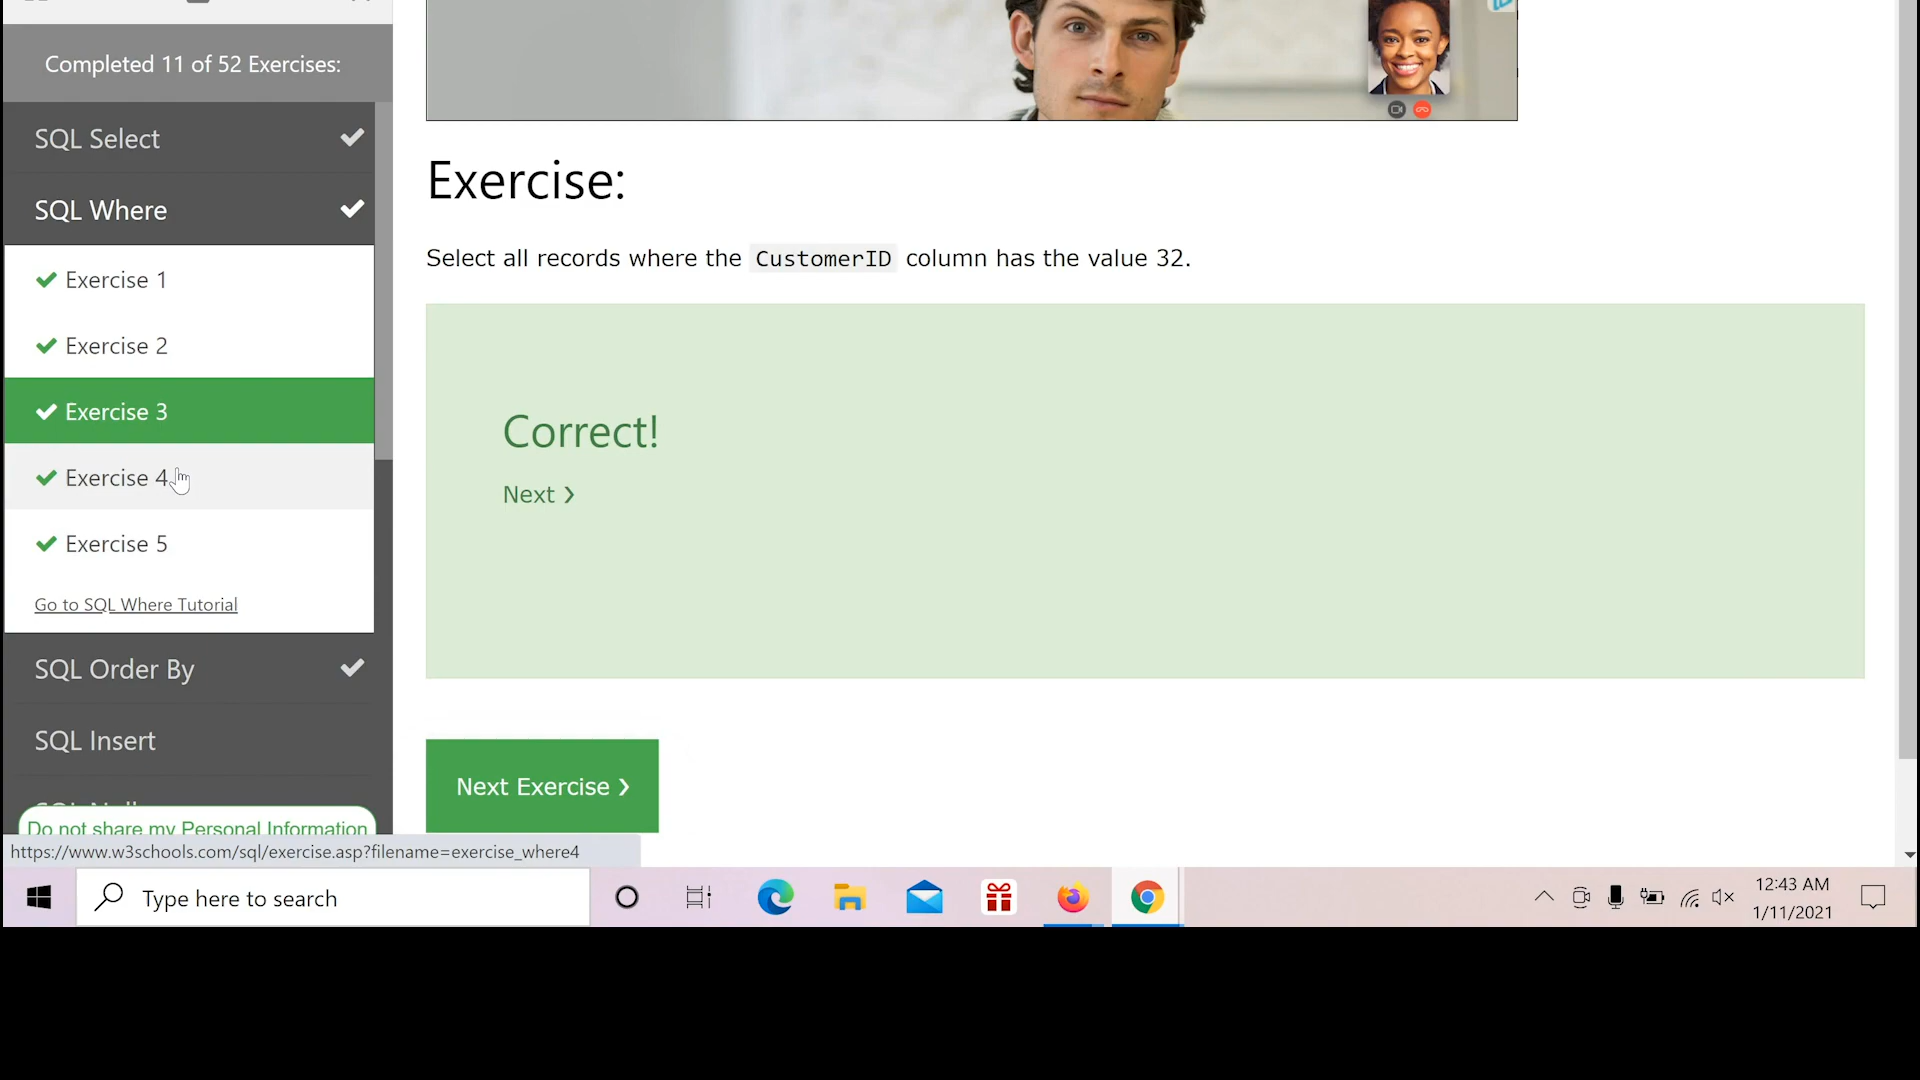 Completed 11 of 52 Exercises:
SQL Select
SQL Where
Exercise 1
Exercise 2
Exercise 3
Exercise 4
Exercise 5
Go to SQL Where Tutorial
SQL Order By
SQL Insert
Do not share my Personal Information
https://www.w3schools.com/sql/exercise.asp?filename=exercise_where4
Exercise:
Select all records where the CustomerID column has the value 32.
Correct!
Next ❯
Next Exercise ❯
Type here to search
12:43 AM
1/11/2021